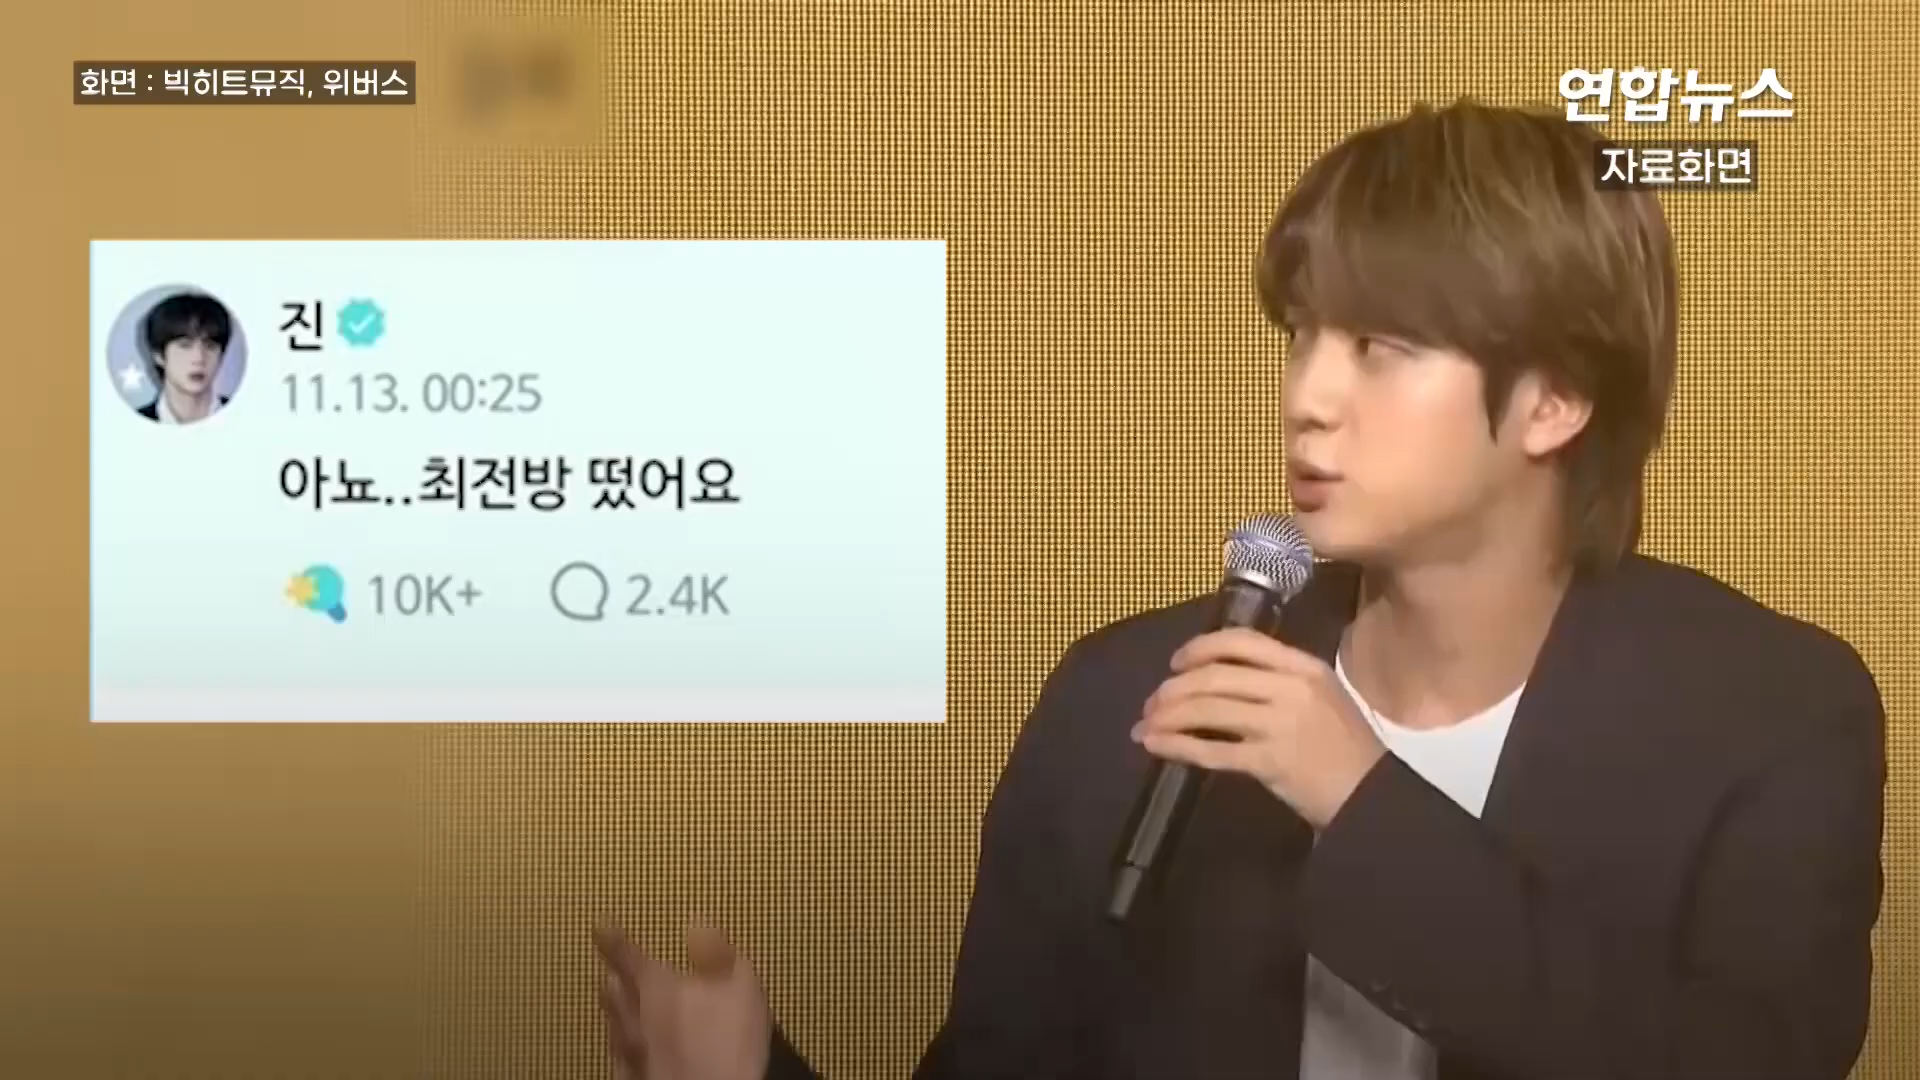 화면 : 빅히트뮤직, 위버스
연합뉴스
자료화면
진
11.13. 00:25
아뇨..최전방 떴어요
10K+ 2.4K